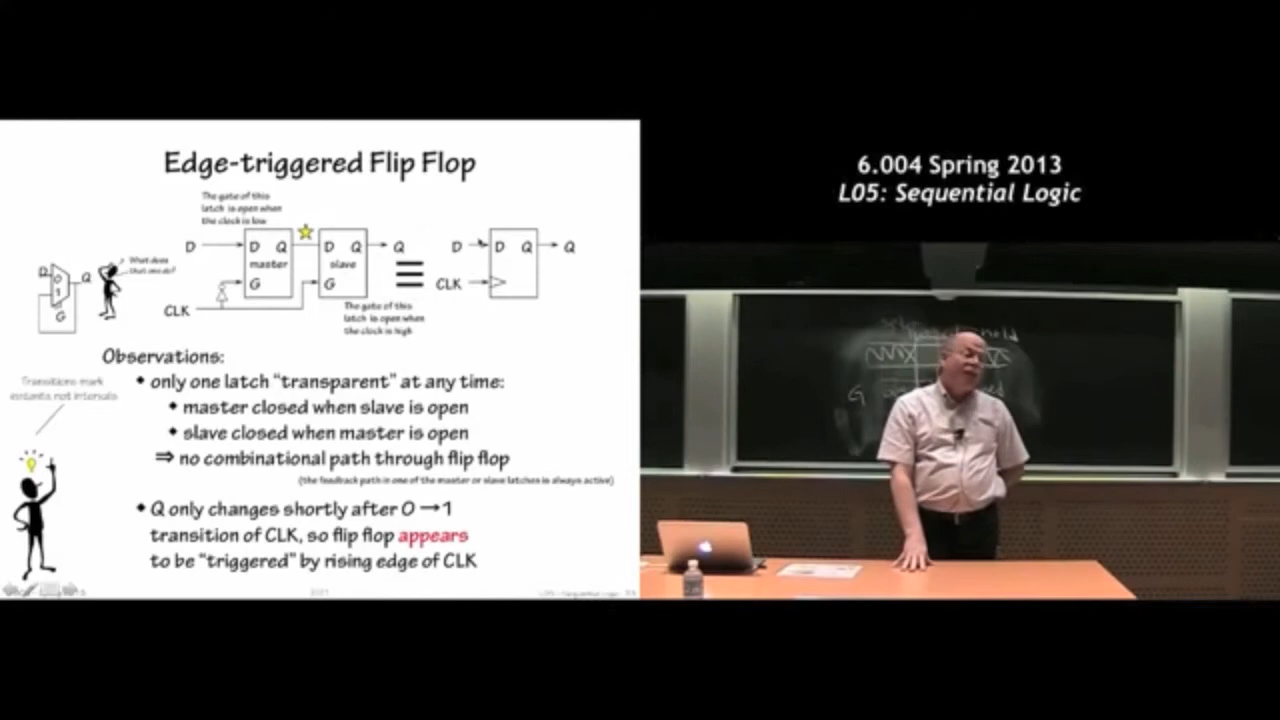 Edge-triggered Flip Flop
The gate of this
latch is open when
the clock is low
D
D Q
master
G
D Q
slave
G
Q
CLK
The gate of this
latch is open when
the clock is high
D
D Q
Q
CLK
D
0
1
G
Q
What does
that one do?
Observations:
• only one latch “transparent” at any time:
• master closed when slave is open
• slave closed when master is open
⇒ no combinational path through flip flop
(the feedback path in one of the master or slave latches is always active)
Transitions mark
instants not intervals
• Q only changes shortly after 0 →1
transition of CLK, so flip flop appears
to be “triggered” by rising edge of CLK
L05 - Sequential Logic
6.004 Spring 2013
L05: Sequential Logic
G